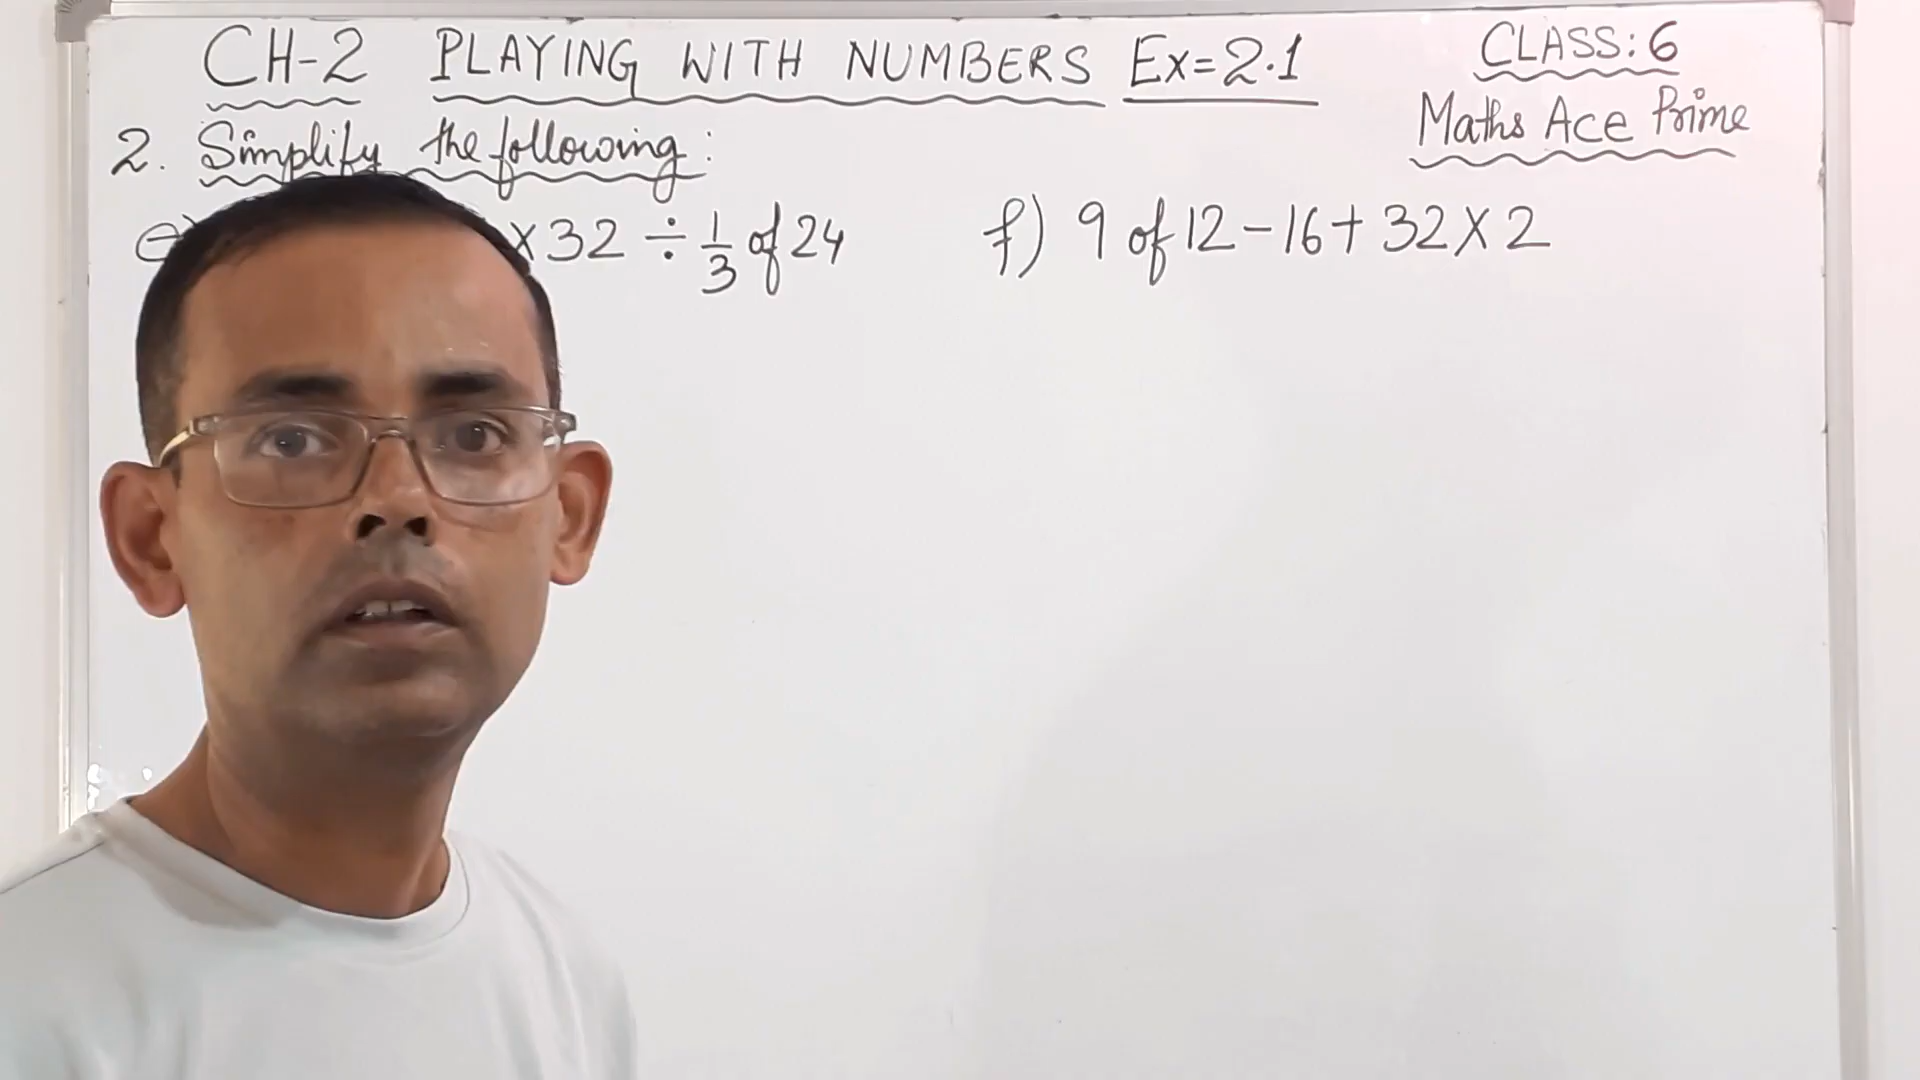 CH-2 PLAYING WITH NUMBERS Ex=2.1
CLASS:6
Maths Ace Prime
2. Simplify the following:
e) ×32 ÷ 1/3 of 24
f) 9 of 12-16+32×2